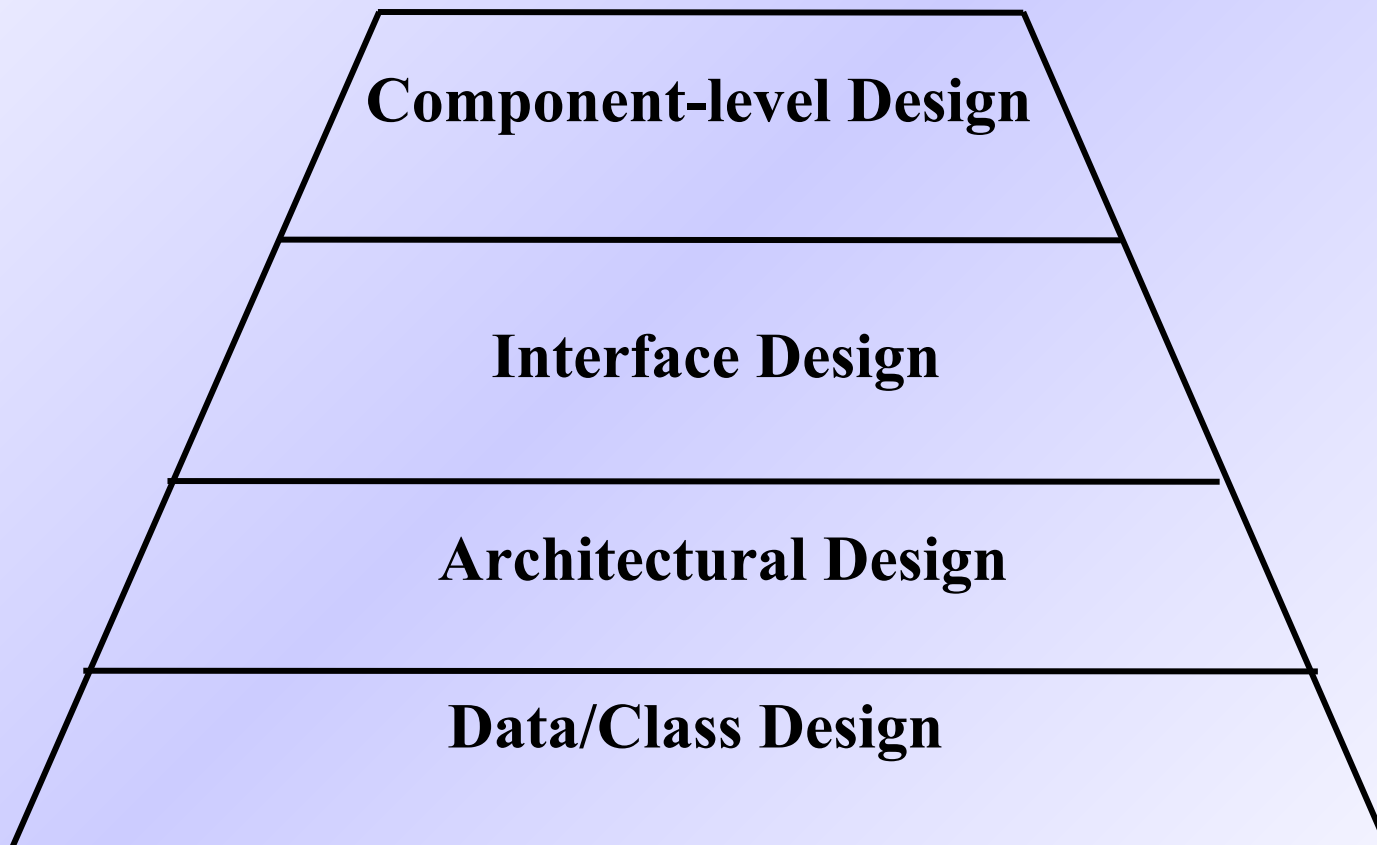 Component-level Design
Interface Design
Architectural Design
Data/Class Design